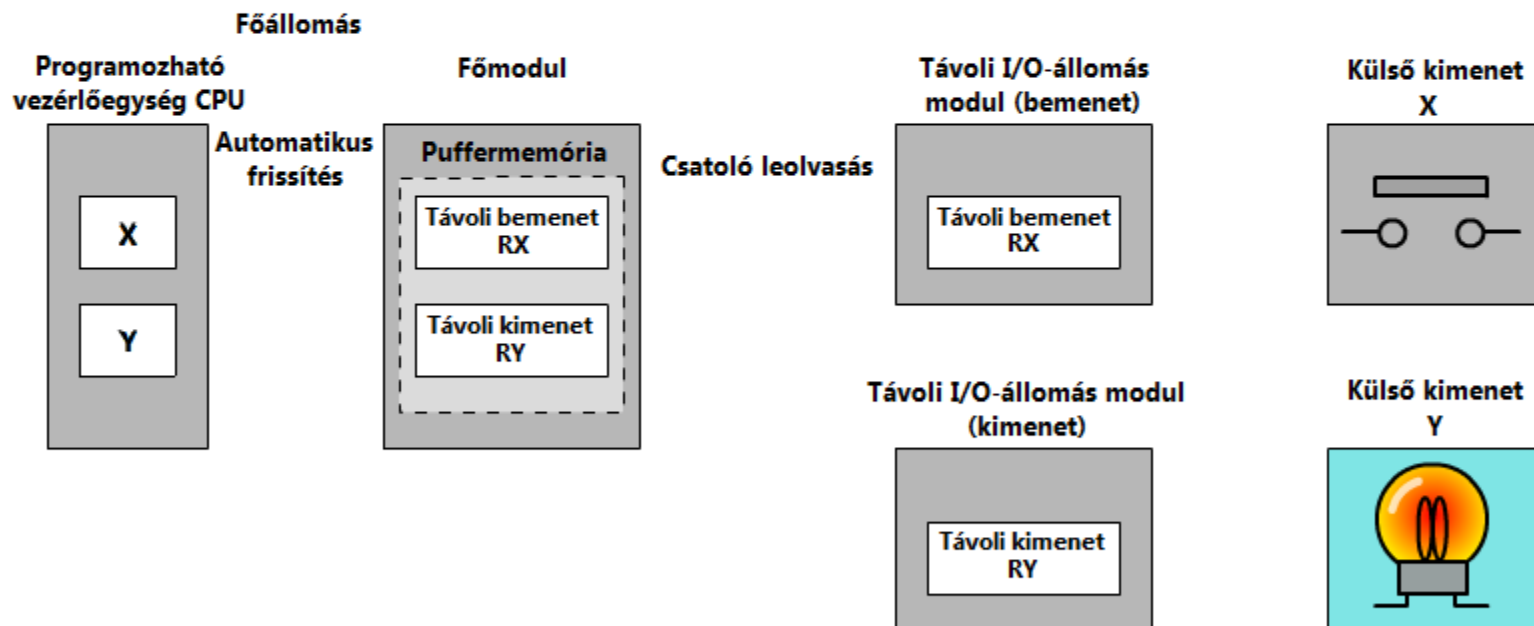 Főállomás
Programozható
vezérlőegység CPU
Főmodul
Távoli I/O-állomás
modul (bemenet)
Külső kimenet
X
Automatikus
frissítés
Puffermemória
Csatoló leolvasás
X
Távoli bemenet
RX
Távoli bemenet
RX
Y
Távoli kimenet
RY
Távoli I/O-állomás modul
(kimenet)
Külső kimenet
Y
Távoli kimenet
RY